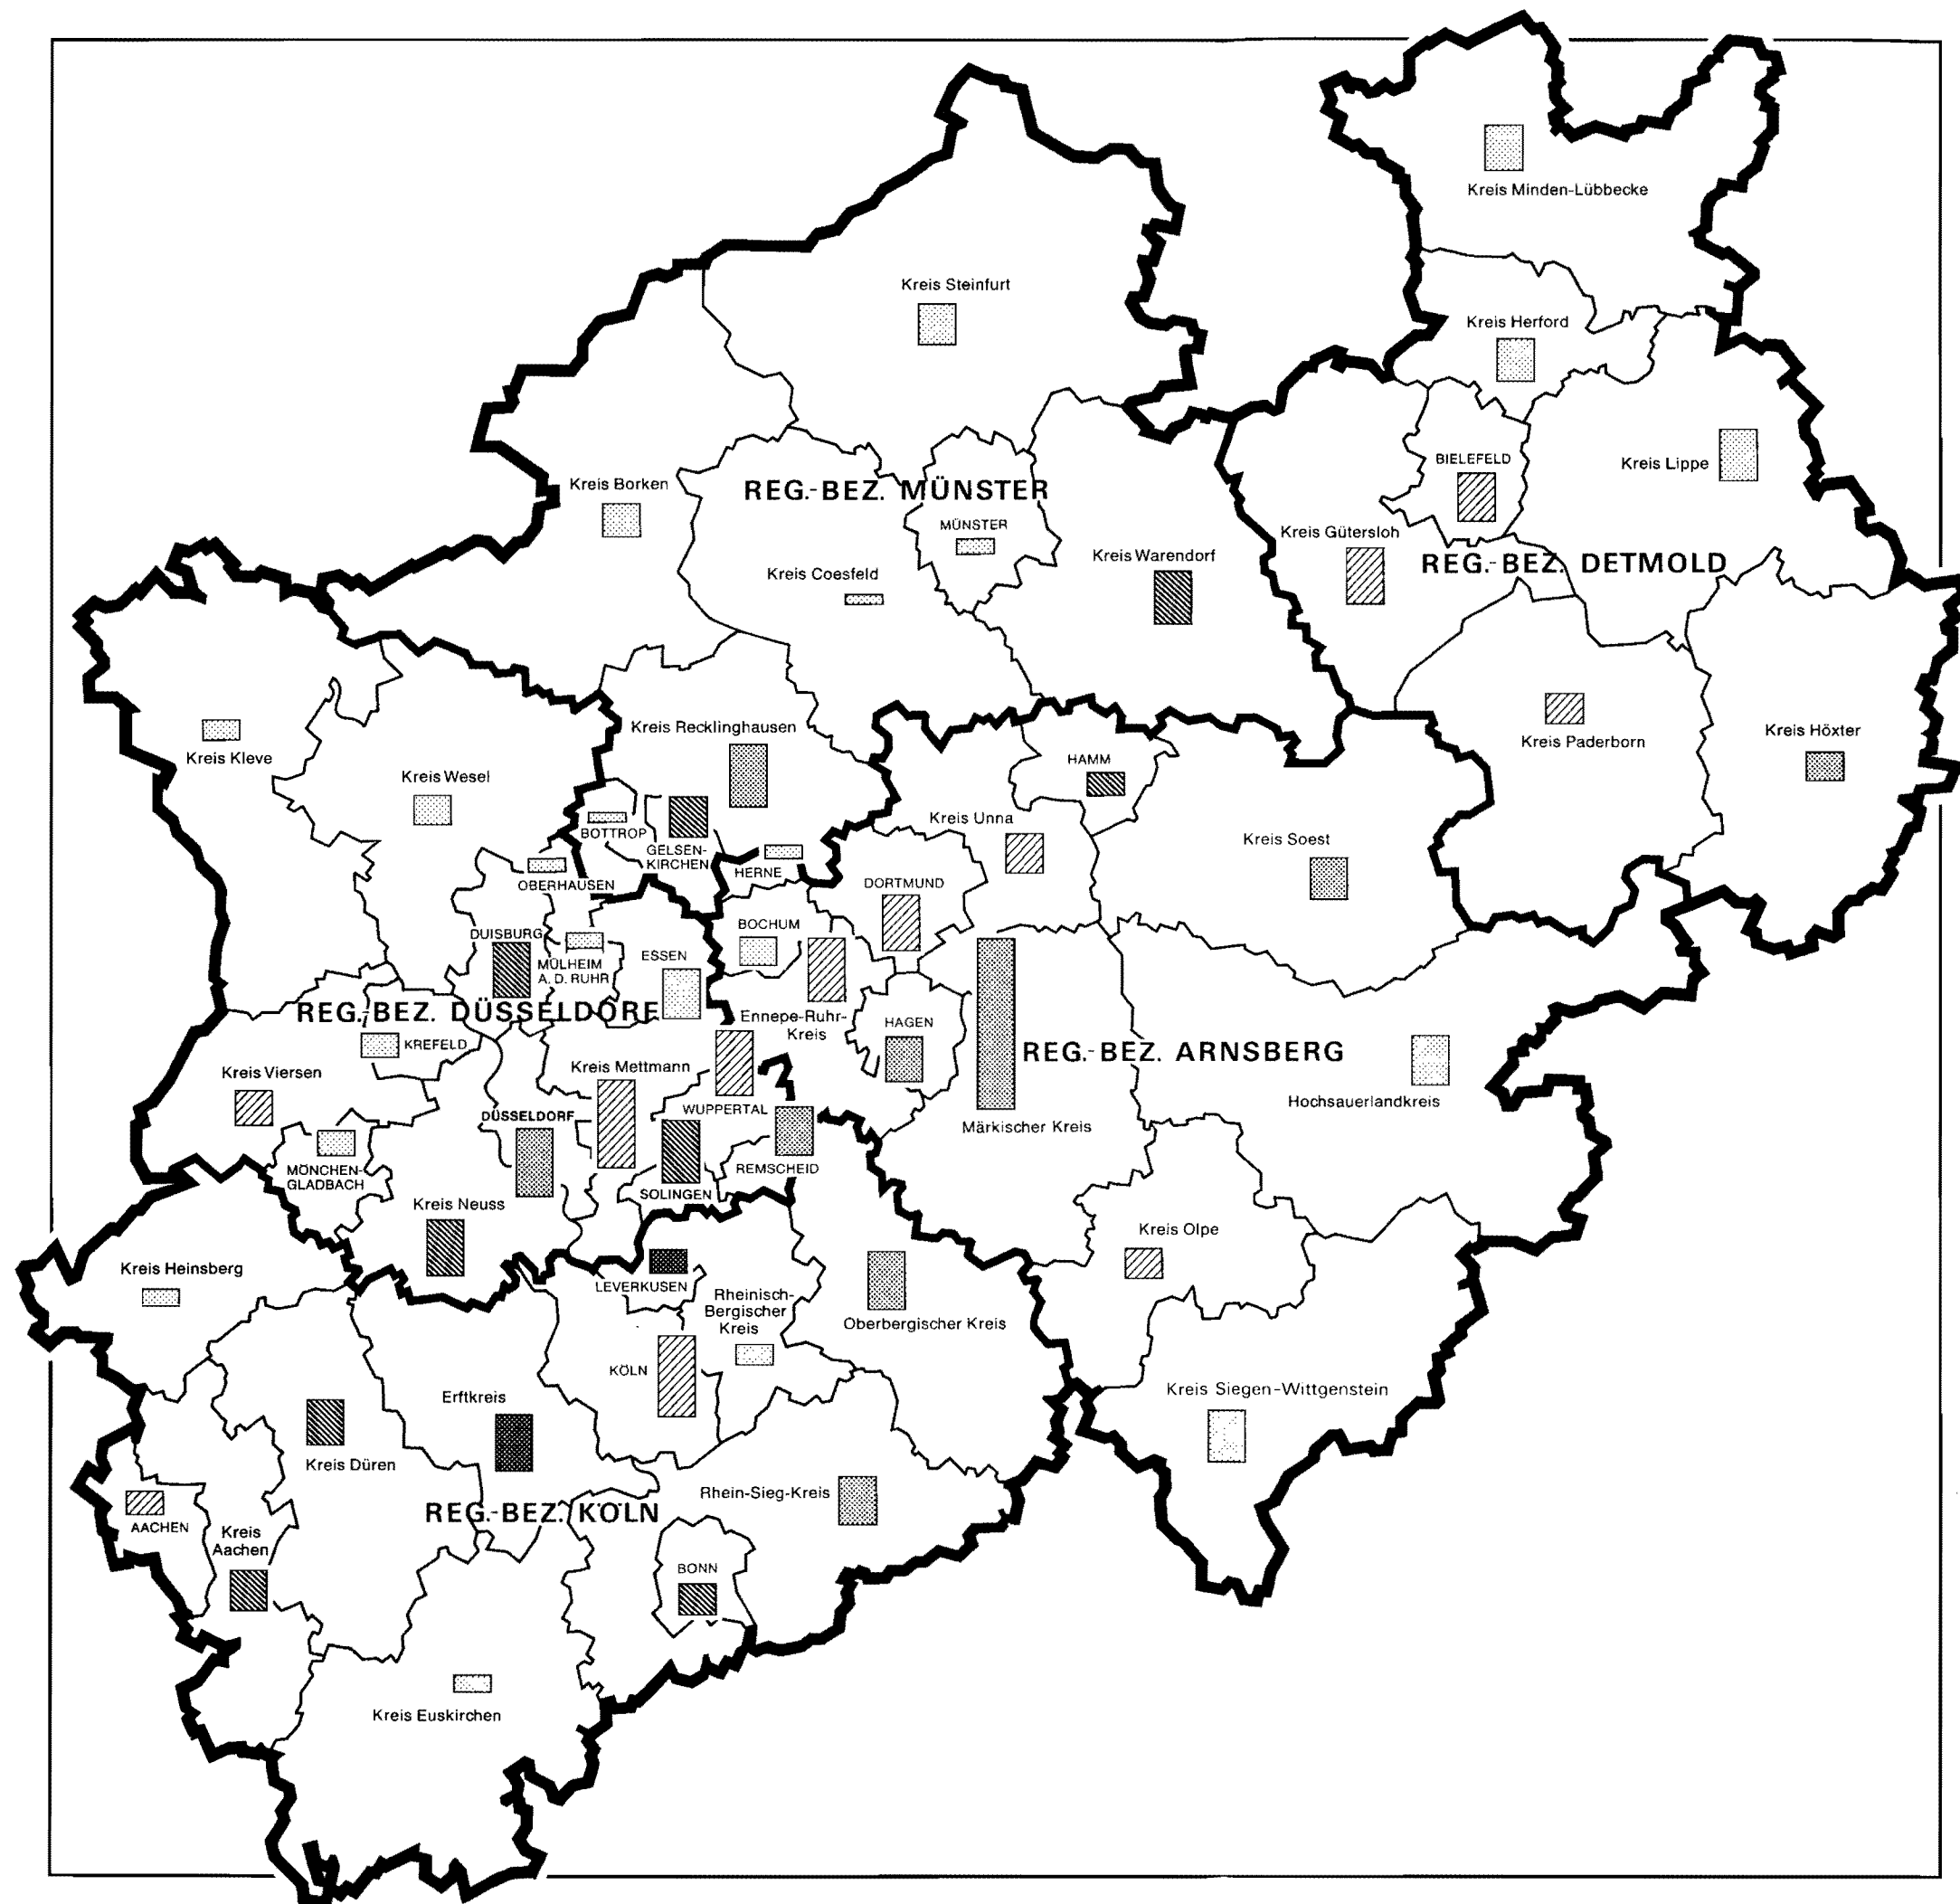 Kreis Minden-Lübbecke
Kreis Steinfurt
Kreis Herford
BIELEFELD
Kreis Lippe
Kreis Borken
REG.-BEZ. MÜNSTER
MÜNSTER
Kreis Gütersloh
Kreis Warendorf
REG.-BEZ. DETMOLD
Kreis Coesfeld
Kreis Recklinghausen
Kreis Höxter
Kreis Paderborn
Kreis Kleve
HAMM
Kreis Wesel
Kreis Unna
BOTTROP
Kreis Soest
GELSEN-
KIRCHEN
HERNE
OBERHAUSEN
DORTMUND
BOCHUM
DUISBURG
ESSEN
MÜLHEIM
A. D. RUHR
REG.-BEZ. DÜSSELDORF
Ennepe-Ruhr-
Kreis
HAGEN
KREFELD
REG.-BEZ. ARNSBERG
Kreis Mettmann
Kreis Viersen
Hochsauerlandkreis
WUPPERTAL
DÜSSELDORF
Märkischer Kreis
REMSCHEID
MÖNCHEN-
GLADBACH
SOLINGEN
Kreis Neuss
Kreis Olpe
Kreis Heinsberg
LEVERKUSEN
Rheinisch-
Bergischer
Kreis
Oberbergischer Kreis
KÖLN
Kreis Siegen-Wittgenstein
Erftkreis
Kreis Düren
Rhein-Sieg-Kreis
REG.-BEZ. KÖLN
AACHEN
Kreis
Aachen
BONN
Kreis Euskirchen